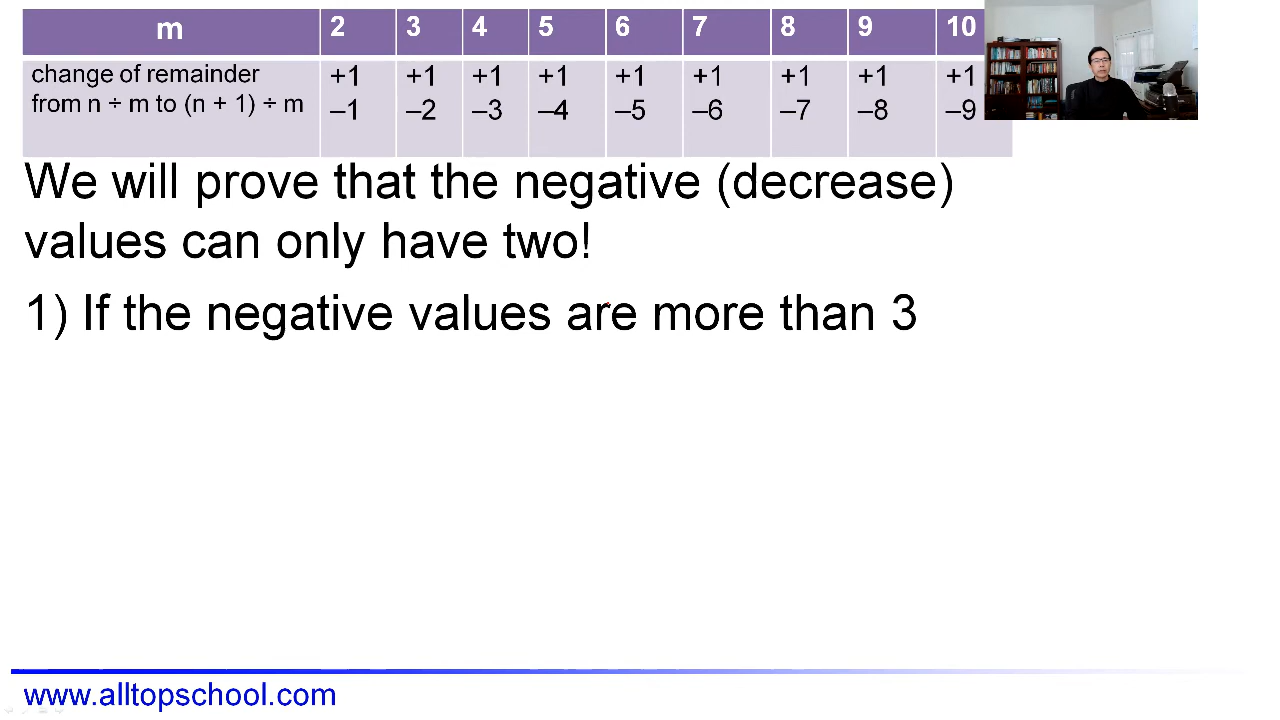 m 2 3 4 5 6 7 8 9 10
change of remainder +1 +1 +1 +1 +1 +1 +1 +1 +1
from n ÷ m to (n + 1) ÷ m –1 –2 –3 –4 –5 –6 –7 –8 –9
We will prove that the negative (decrease)
values can only have two!
1) If the negative values are more than 3
www.alltopschool.com